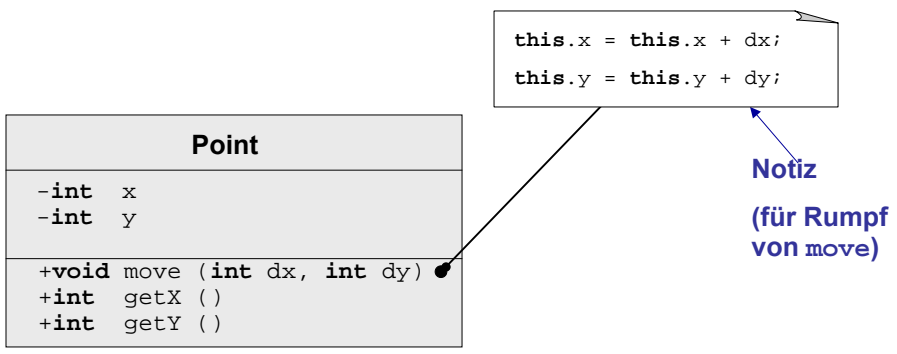 this.x = this.x + dx;
this.y = this.y + dy;
Point
-int x
-int y
+void move (int dx, int dy)
+int getX ()
+int getY ()
Notiz
(für Rumpf
von move)